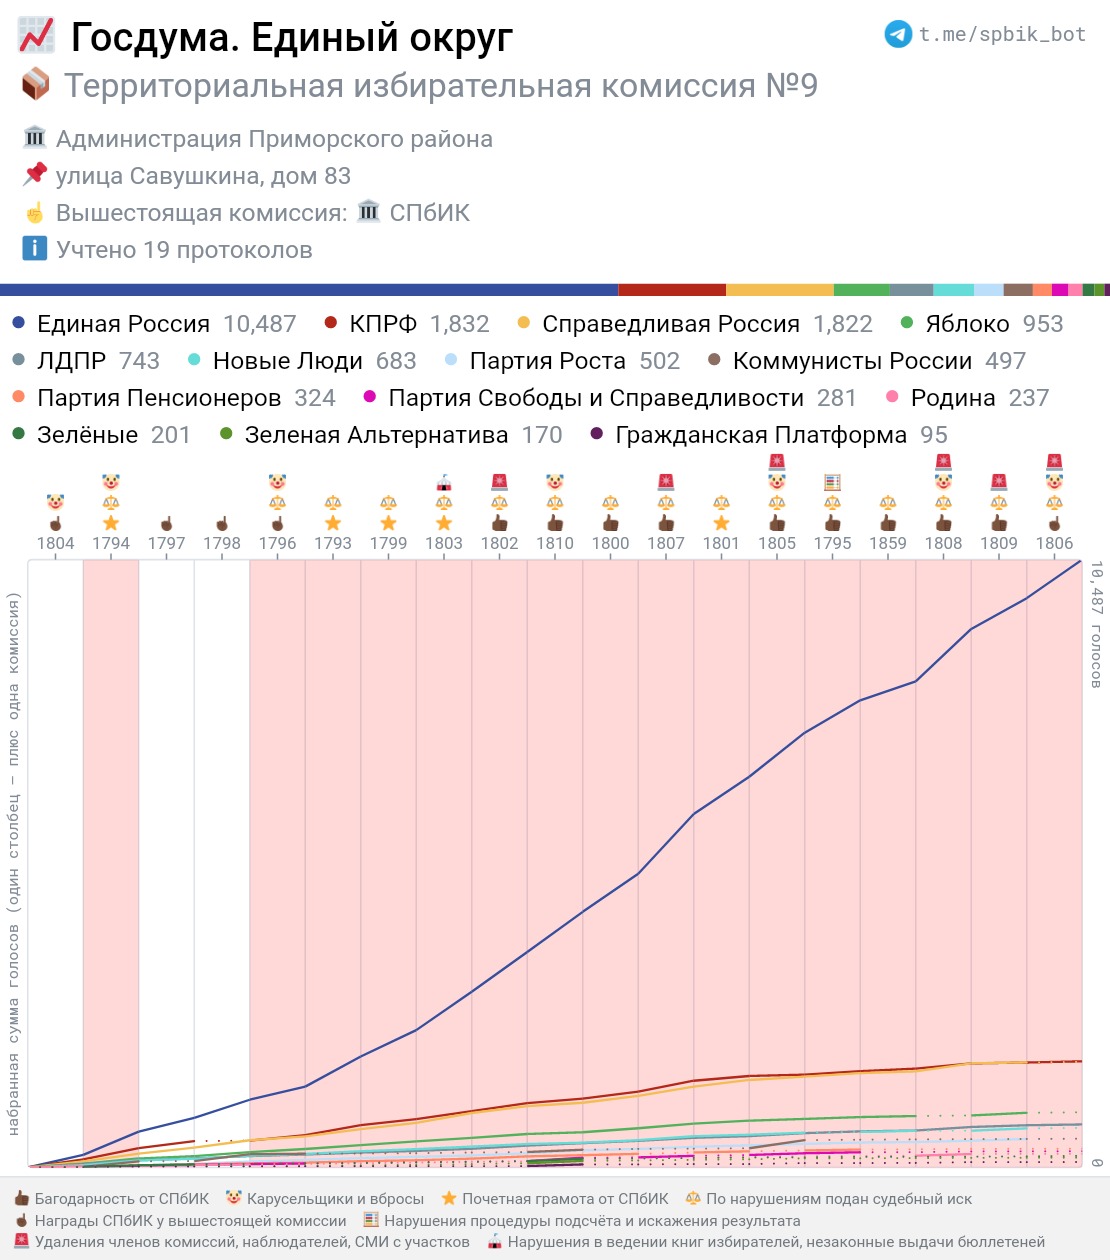 Госдума. Единый округ
t.me/spbik_bot
Территориальная избирательная комиссия №9
Администрация Приморского района
улица Савушкина, дом 83
Вышестоящая комиссия: СПбИК
Учтено 19 протоколов
Единая Россия 10,487 КПРФ 1,832 Справедливая Россия 1,822 Яблоко 953
ЛДПР 743 Новые Люди 683 Партия Роста 502 Коммунисты России 497
Партия Пенсионеров 324 Партия Свободы и Справедливости 281 Родина 237
Зелёные 201 Зеленая Альтернатива 170 Гражданская Платформа 95
1804 1794 1797 1798 1796 1793 1799 1803 1802 1810 1800 1807 1801 1805 1795 1859 1808 1809 1806
набранная сумма голосов (один столбец — плюс одна комиссия)
10,487 голосов
0
Багодарность от СПбИК Карусельщики и вбросы Почетная грамота от СПбИК По нарушениям подан судебный иск
Награды СПбИК у вышестоящей комиссии Нарушения процедуры подсчёта и искажения результата
Удаления членов комиссий, наблюдателей, СМИ с участков Нарушения в ведении книг избирателей, незаконные выдачи бюллетеней